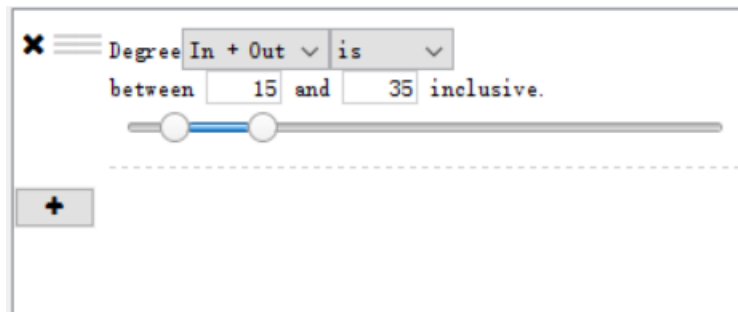 Degree In + Out is
between 15 and 35 inclusive.